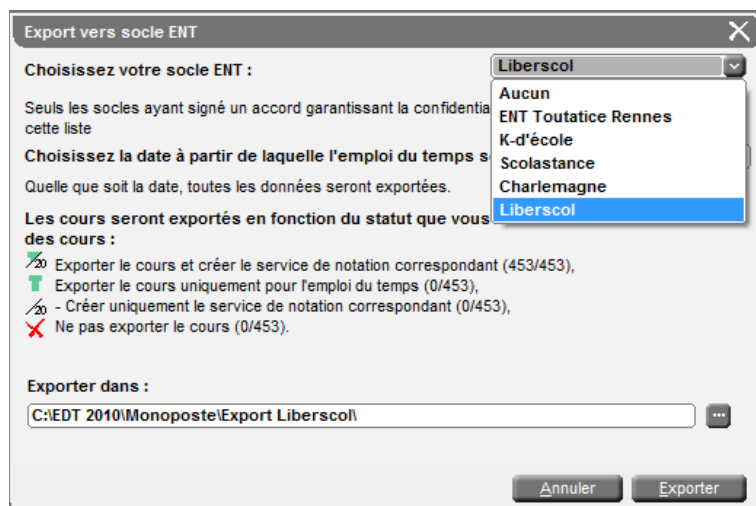 Export vers socle ENT
Choisissez votre socle ENT :
Liberscol
Aucun
ENT Toutatice Rennes
K-d'école
Scolastance
Charlemagne
Liberscol
Seuls les socles ayant signé un accord garantissant la
cette liste
Choisissez la date à partir de laquelle l'emploi du temps
Quelle que soit la date, toutes les données seront exportées.
Les cours seront exportés en fonction du statut que vous
des cours :
/20 Exporter le cours et créer le service de notation correspondant (453/453),
T Exporter le cours uniquement pour l'emploi du temps (0/453),
/20 - Créer uniquement le service de notation correspondant (0/453),
Ne pas exporter le cours (0/453).
Exporter dans :
C:\EDT 2010\Monoposte\Export Liberscol\
...
Annuler
Exporter